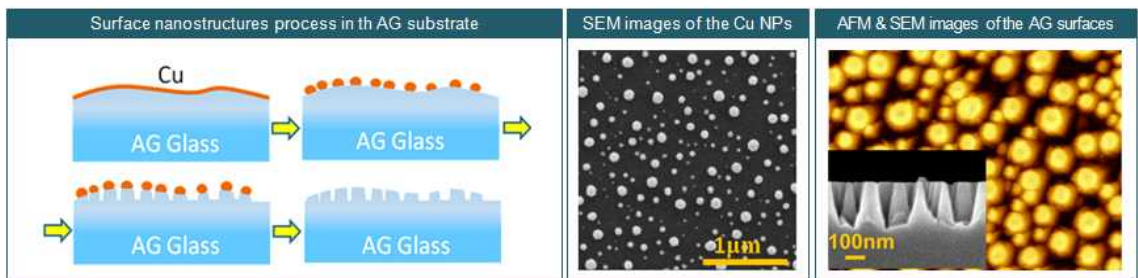 Surface nanostructures process in th AG substrate
SEM images of the Cu NPs
AFM & SEM images of the AG surfaces
Cu
AG Glass
AG Glass
AG Glass
AG Glass
1μm
100nm